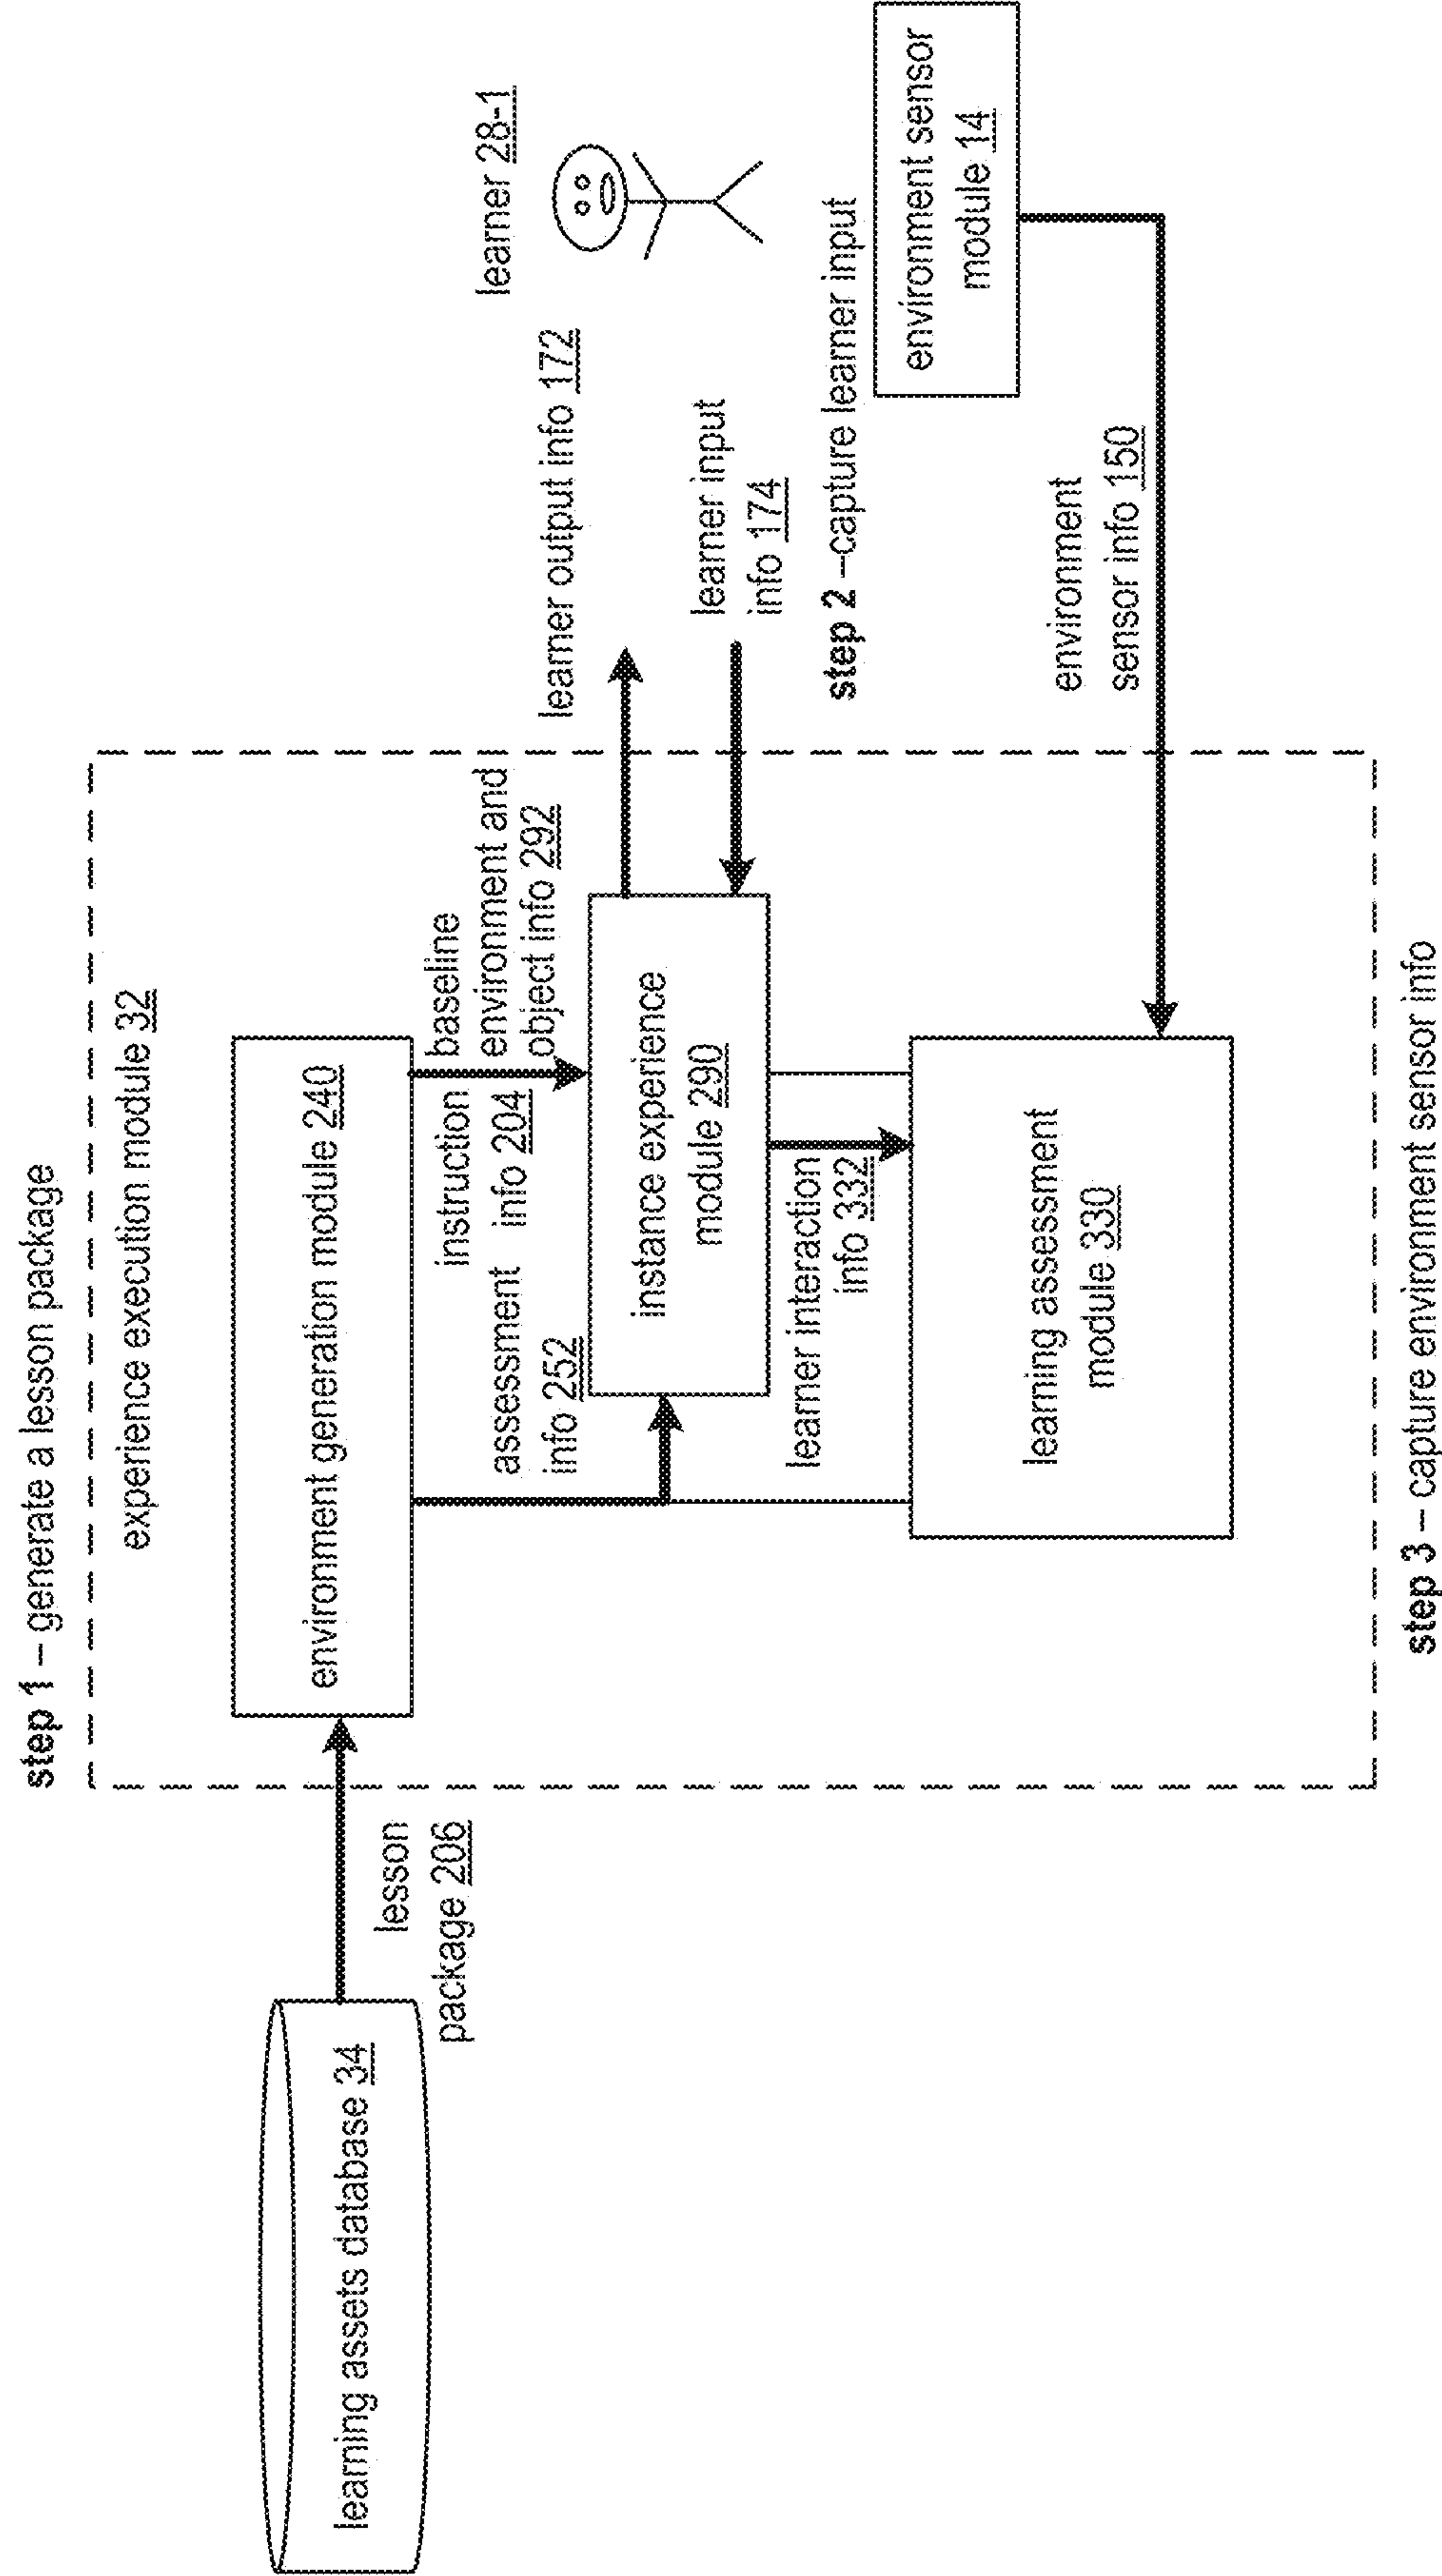 step 1 – generate a lesson package
experience execution module 32
learning assets database 34
lesson
package 206
environment generation module 240
assessment
info 252
instruction
info 204
baseline
environment and
object info 292
instance experience
module 290
learner output info 172
learner 28-1
learner input
info 174
step 2 –capture learner input
learner interaction
info 332
learning assessment
module 330
environment sensor
module 14
environment
sensor info 150
step 3 – capture environment sensor info